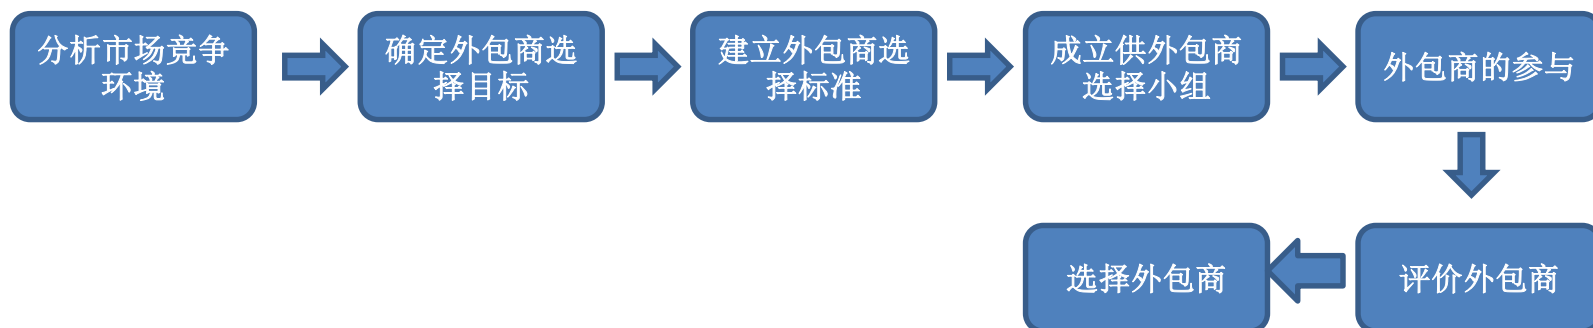 分析市场竞争
环境
确定外包商选
择目标
建立外包商选
择标准
成立供外包商
选择小组
外包商的参与
评价外包商
选择外包商